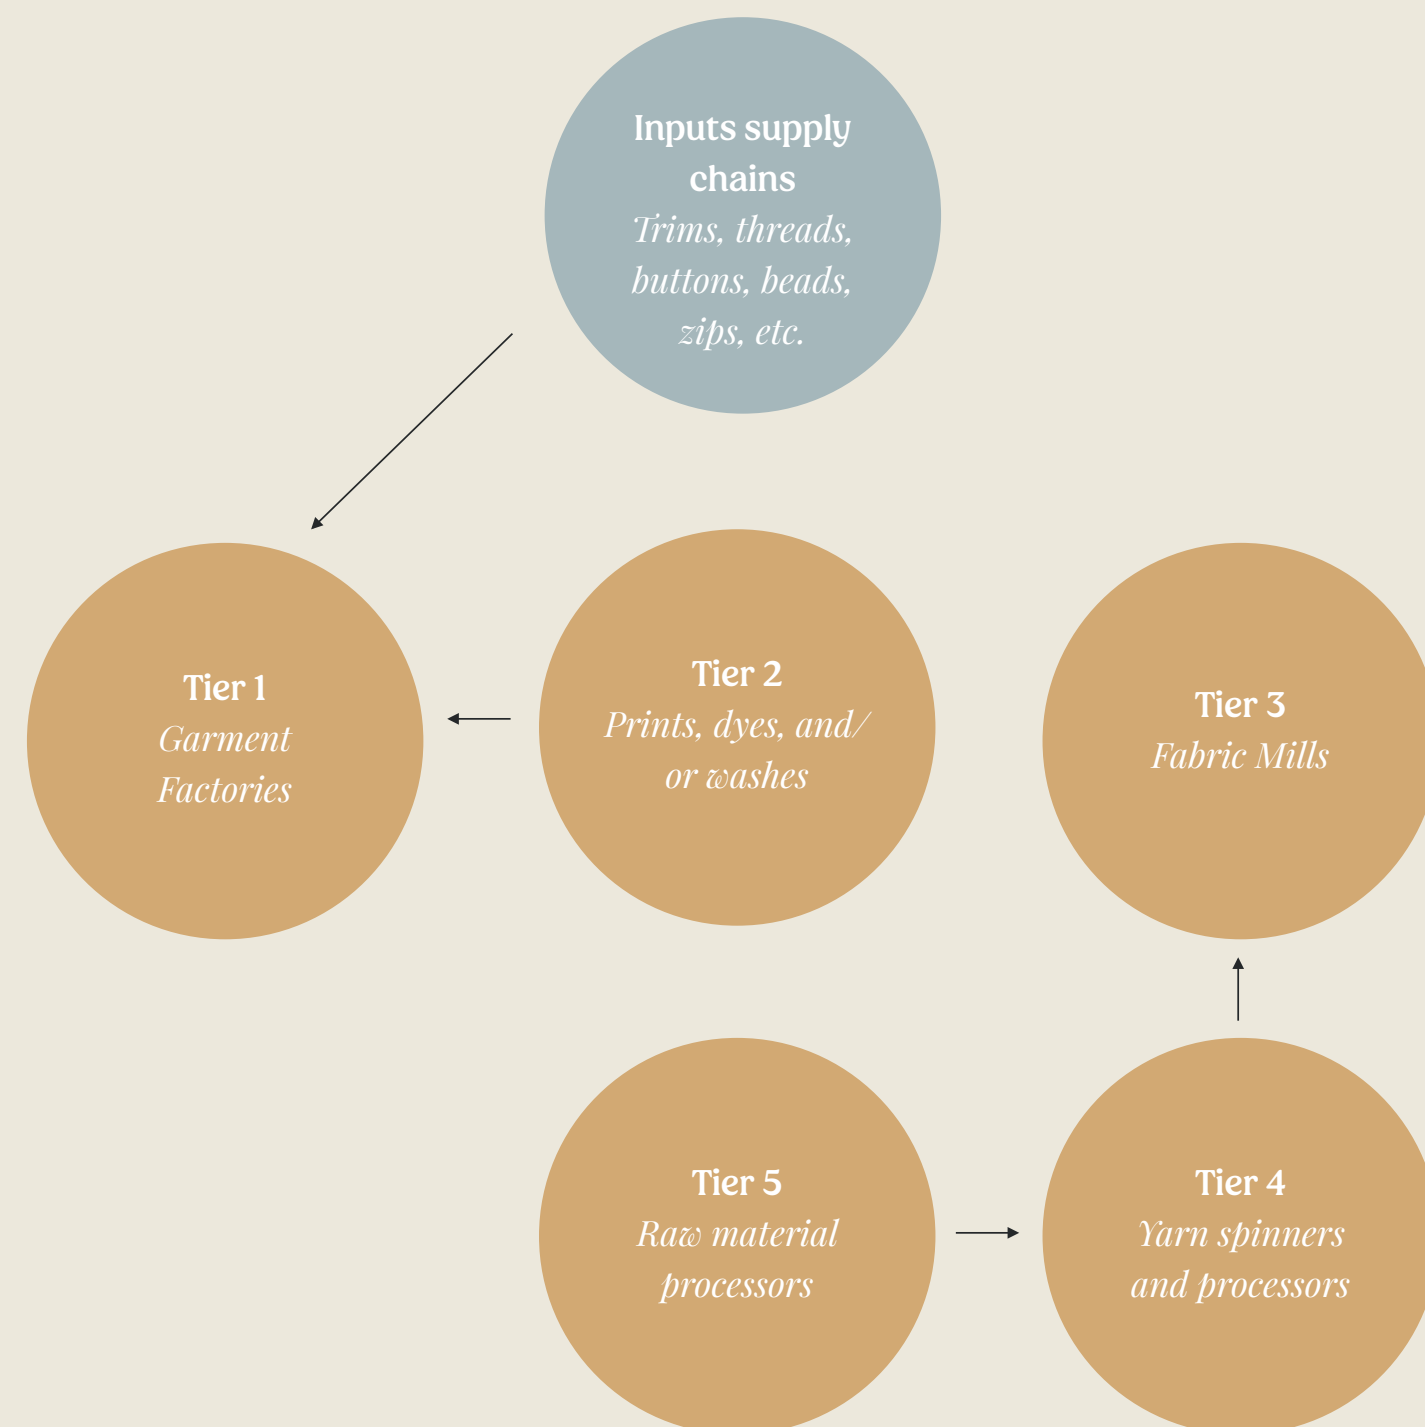 Inputs supply
chains
Trims, threads,
buttons, beads,
zips, etc.
Tier 1
Garment
Factories
Tier 2
Prints, dyes, and/
or washes
Tier 3
Fabric Mills
Tier 5
Raw material
processors
Tier 4
Yarn spinners
and processors